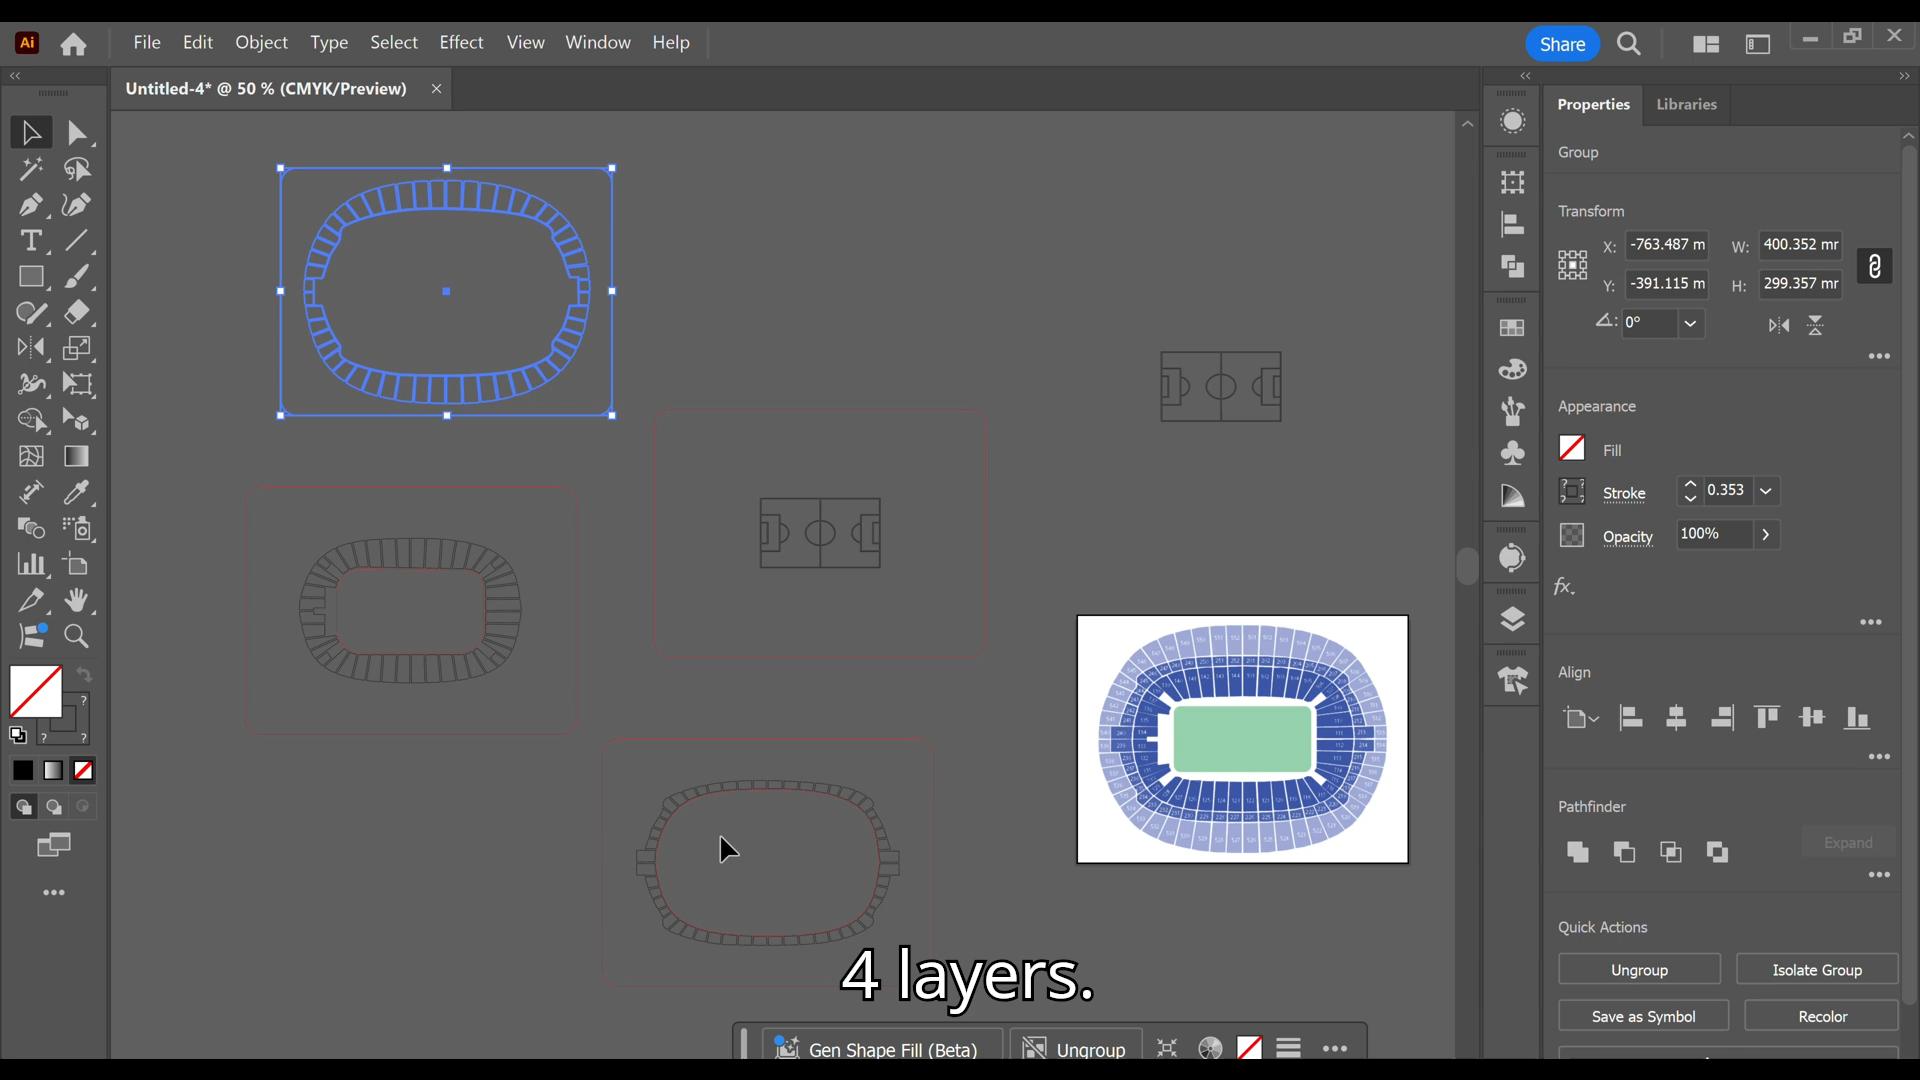 Ai
File Edit Object Type Select Effect View Window Help
Share
Untitled-4* @ 50 % (CMYK/Preview)
Properties Libraries
Group
Transform
X: -763.487 m W: 400.352 mr
Y: -391.115 m H: 299.357 mr
0°
Appearance
Fill
Stroke 0.353
Opacity 100%
fx.
Align
Pathfinder
Expand
Quick Actions
Ungroup Isolate Group
Save as Symbol Recolor
4 layers.
Gen Shape Fill (Beta) Ungroup